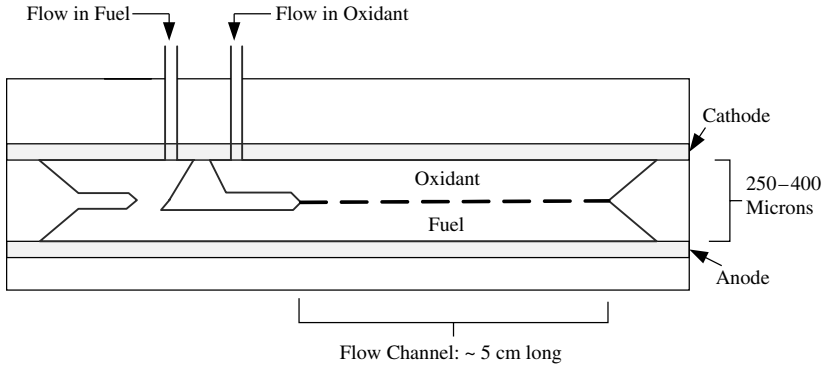 Flow in Fuel
Flow in Oxidant
Cathode
Oxidant
250–400
Microns
Fuel
Anode
Flow Channel: ~ 5 cm long